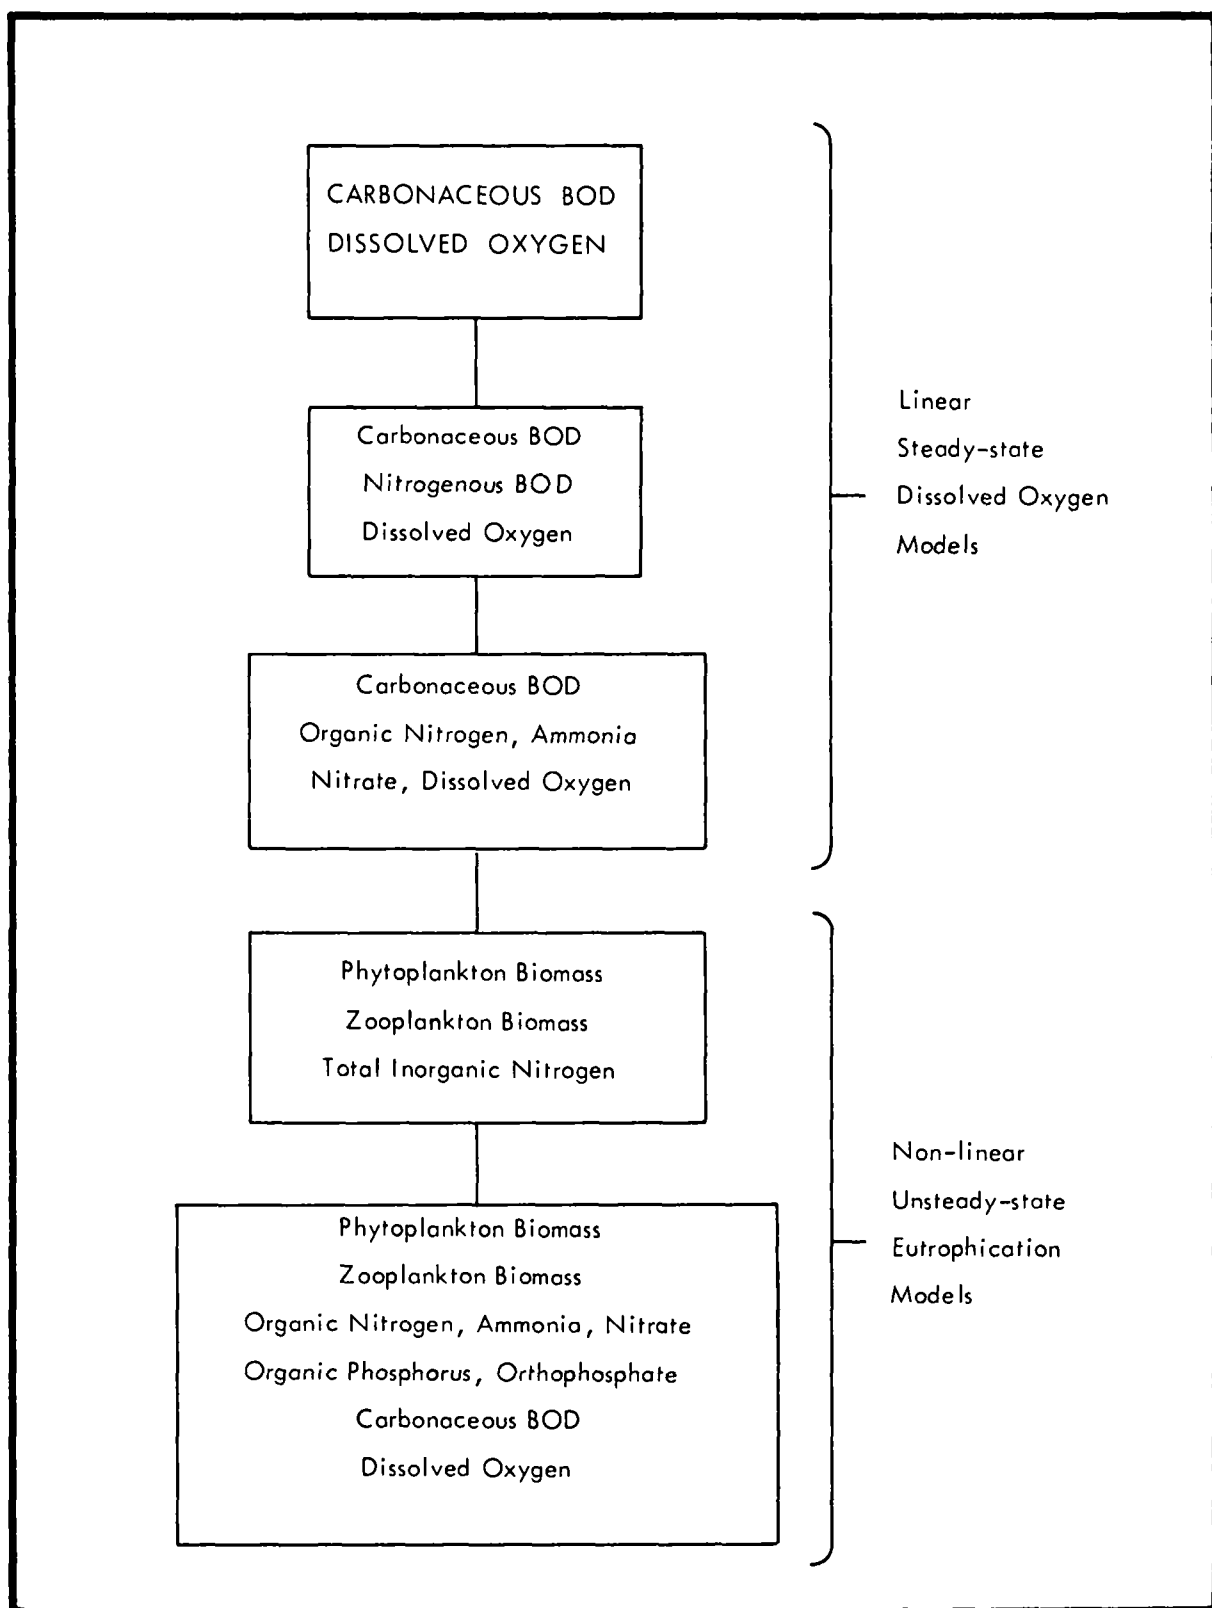 CARBONACEOUS BOD
DISSOLVED OXYGEN
Carbonaceous BOD
Nitrogenous BOD
Dissolved Oxygen
Carbonaceous BOD
Organic Nitrogen, Ammonia
Nitrate, Dissolved Oxygen
Linear
Steady-state
Dissolved Oxygen
Models
Phytoplankton Biomass
Zooplankton Biomass
Total Inorganic Nitrogen
Phytoplankton Biomass
Zooplankton Biomass
Organic Nitrogen, Ammonia, Nitrate
Organic Phosphorus, Orthophosphate
Carbonaceous BOD
Dissolved Oxygen
Non-linear
Unsteady-state
Eutrophication
Models